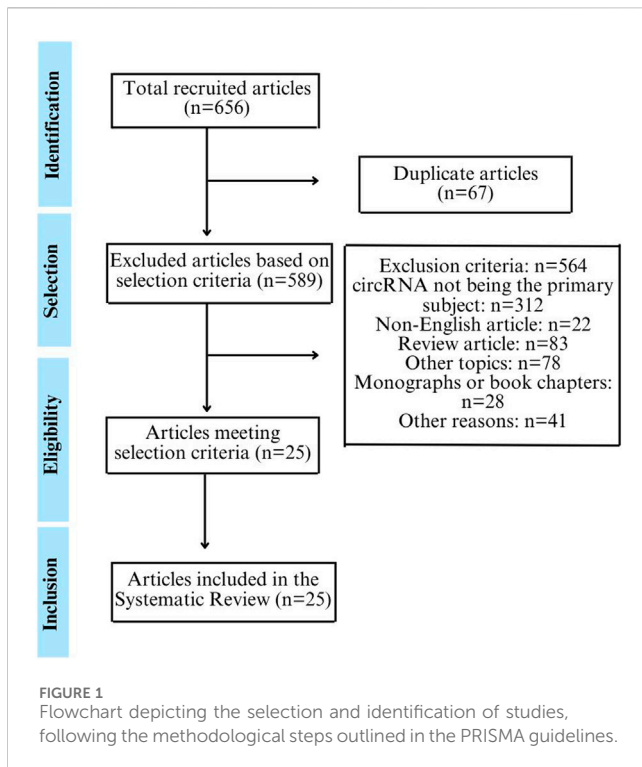 Identification
Total recruited articles
(n=656)
Duplicate articles
(n=67)
Selection
Excluded articles based on
selection criteria (n=589)
Exclusion criteria: n=564
circRNA not being the primary
subject: n=312
Non-English article: n=22
Review article: n=83
Other topics: n=78
Monographs or book chapters:
n=28
Other reasons: n=41
Eligibility
Articles meeting
selection criteria (n=25)
Inclusion
Articles included in the
Systematic Review (n=25)
FIGURE 1
Flowchart depicting the selection and identification of studies,
following the methodological steps outlined in the PRISMA guidelines.